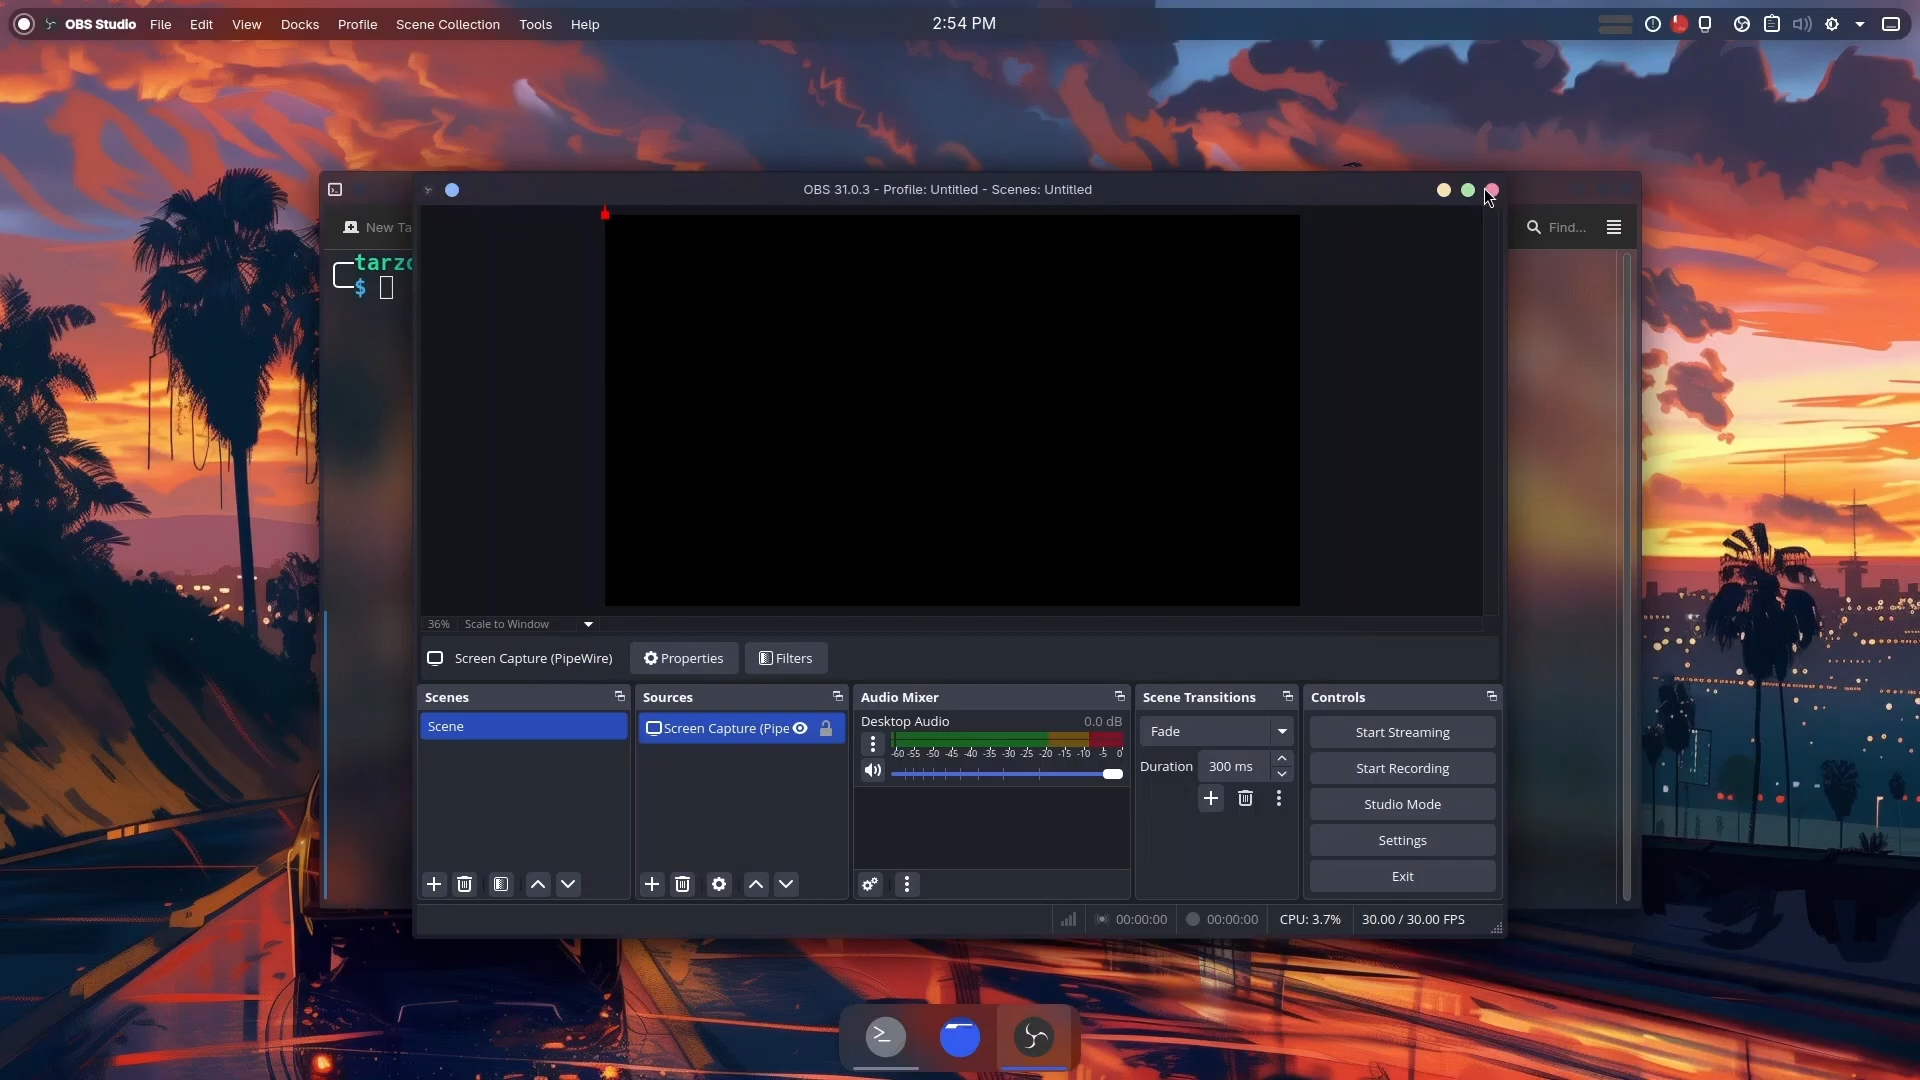 OBS Studio File Edit View Docks Profile Scene Collection Tools Help 2:54 PM
OBS 31.0.3 - Profile: Untitled - Scenes: Untitled
New Ta
Find...
tarzo
$
36% Scale to Window
Screen Capture (PipeWire) Properties Filters
Scenes
Scene
Sources
Screen Capture (Pipe
Audio Mixer
Desktop Audio 0.0 dB
-60 -55 -50 -45 -40 -35 -30 -25 -20 -15 -10 -5 0
Scene Transitions
Fade
Duration 300 ms
Controls
Start Streaming
Start Recording
Studio Mode
Settings
Exit
00:00:00 00:00:00 CPU: 3.7% 30.00 / 30.00 FPS